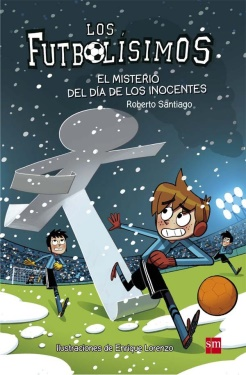 LOS
FUTBOLÍSIMOS
EL MISTERIO
DEL DÍA DE LOS INOCENTES
Roberto Santiago
sm
Ilustraciones de Enrique Lorenzo